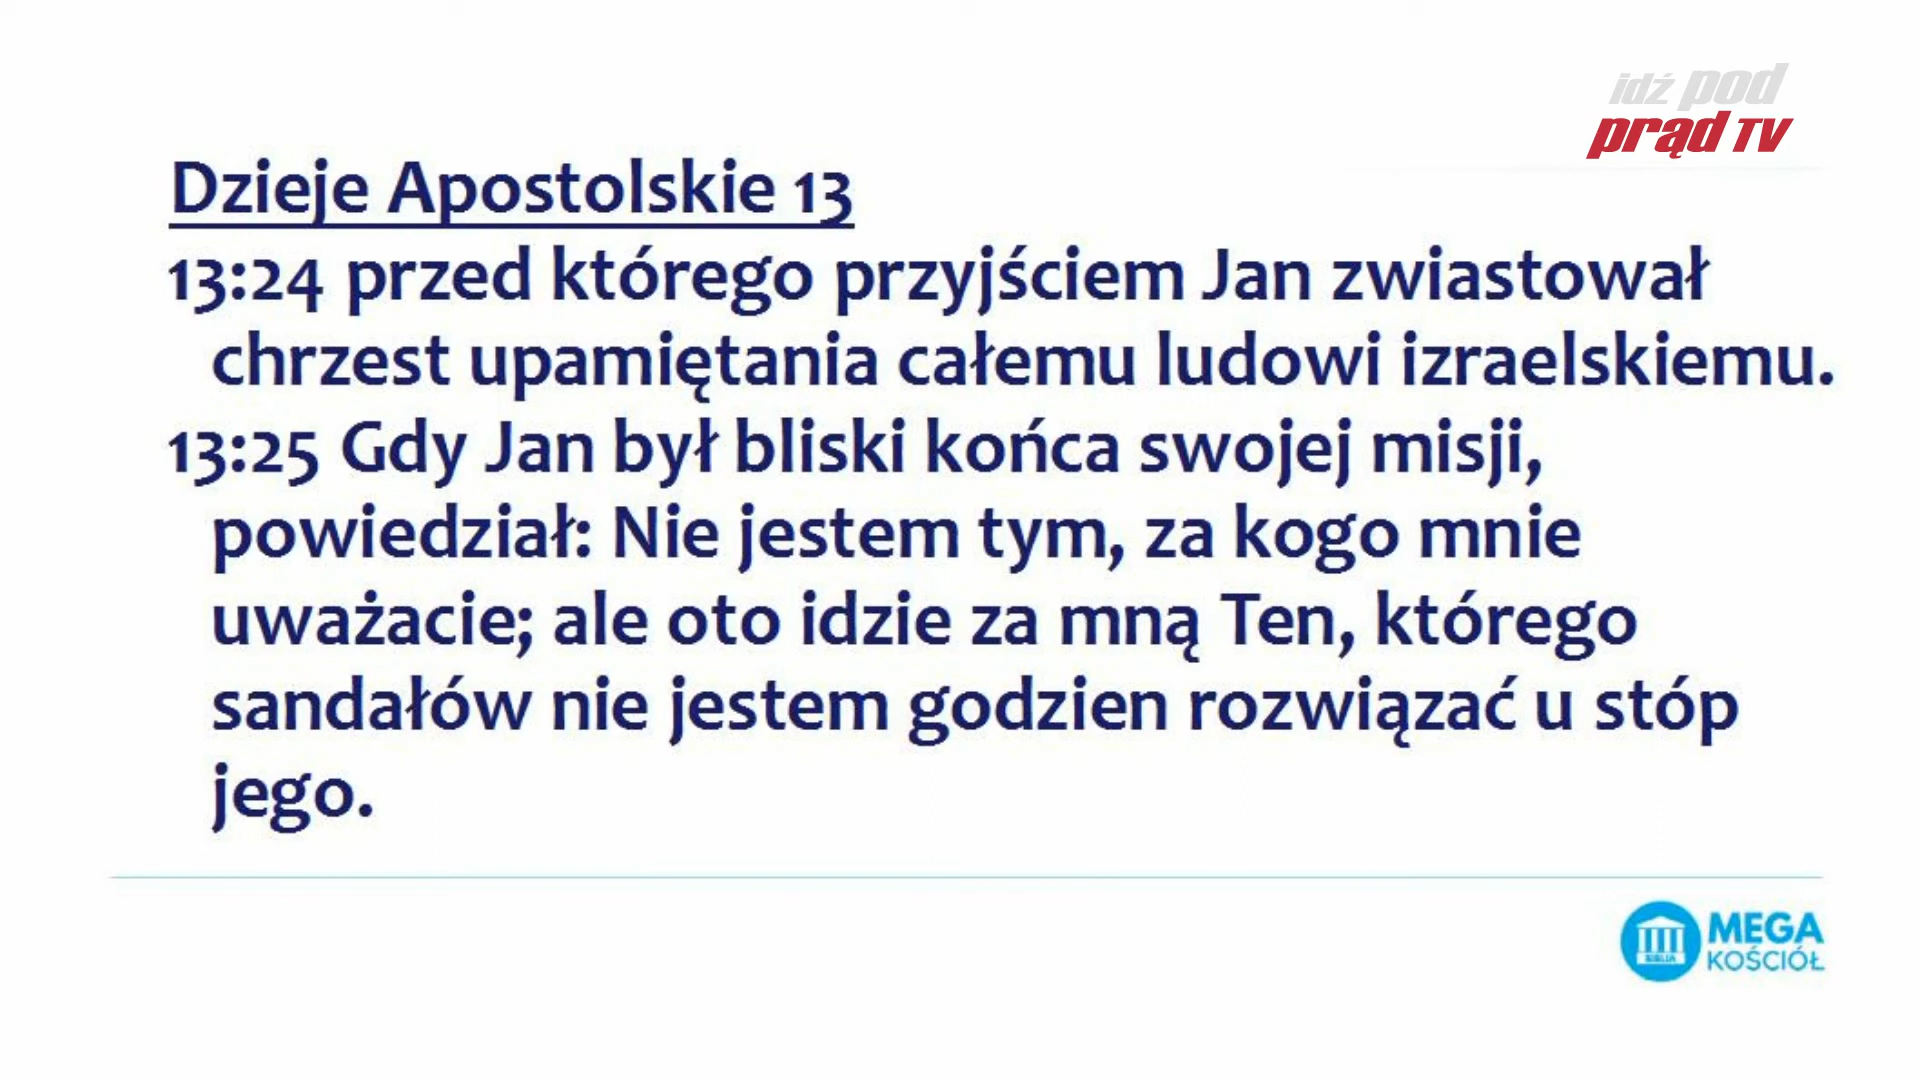 idź pod
prąd TV
Dzieje Apostolskie 13
13:24 przed którego przyjściem Jan zwiastował
chrzest upamiętania całemu ludowi izraelskiemu.
13:25 Gdy Jan był bliski końca swojej misji,
powiedział: Nie jestem tym, za kogo mnie
uważacie; ale oto idzie za mną Ten, którego
sandałów nie jestem godzien rozwiązać u stóp
jego.
BIBLIA
MEGA
KOŚCIÓŁ